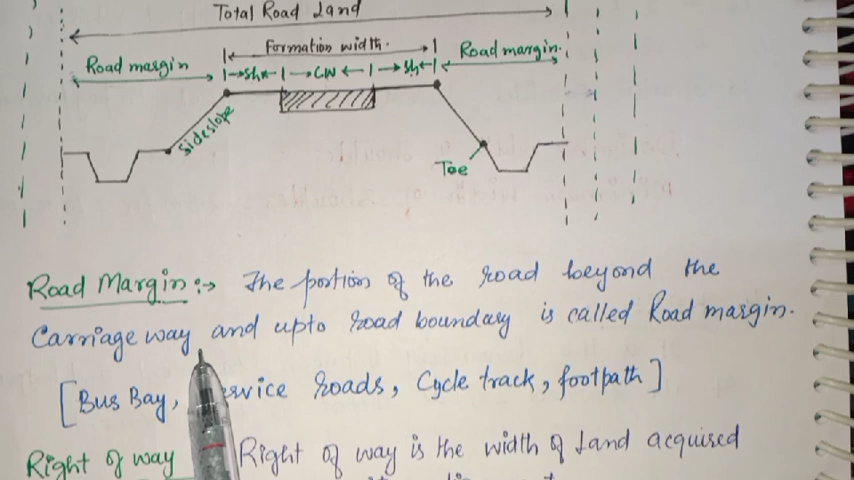 Total Road Land
Formation width.
Road margin
Road margin.
Sh
CW
Sh
Sideslope
Toe
Road Margin :→ The portion of the road beyond the
Carriage way and upto road boundary is called Road margin.
[Bus Bay, rvice roads, Cycle track, footpath]
Right of way Right of way is the width of Land acquised